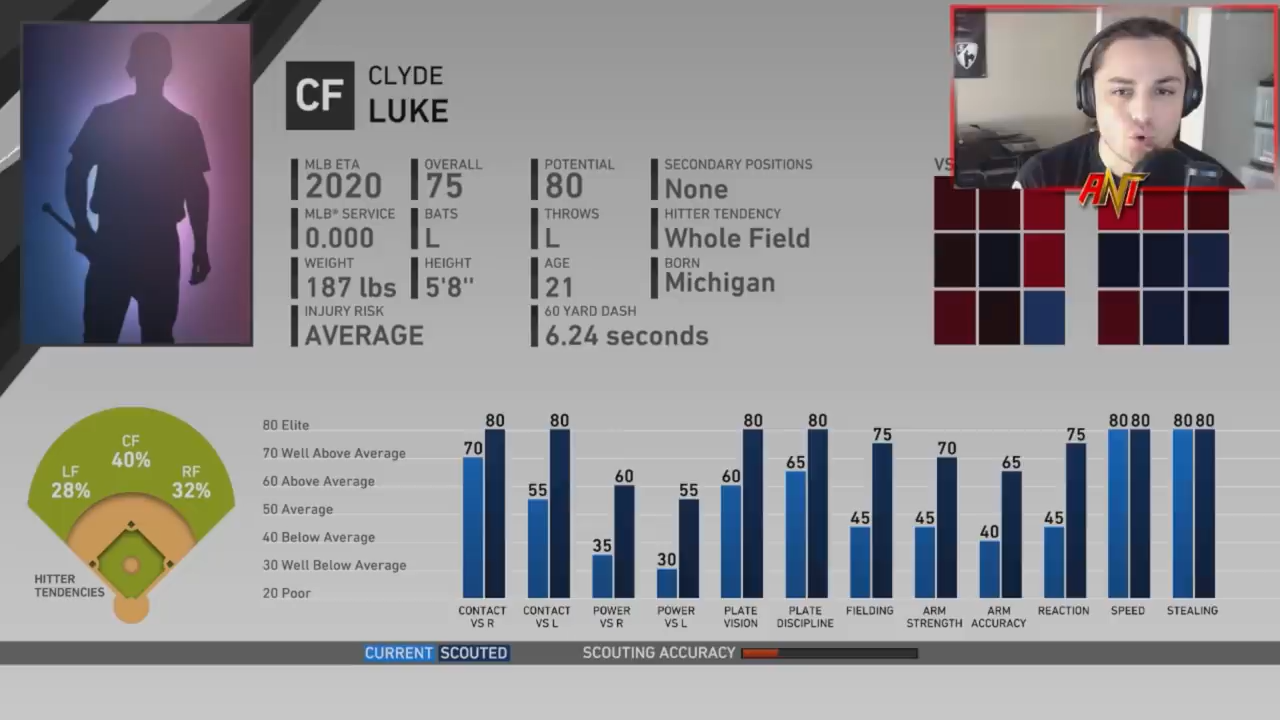 CF
CLYDE
LUKE
MLB ETA
2020
OVERALL
75
POTENTIAL
80
SECONDARY POSITIONS
None
MLB® SERVICE
0.000
BATS
L
THROWS
L
HITTER TENDENCY
Whole Field
WEIGHT
187 lbs
HEIGHT
5'8"
AGE
21
BORN
Michigan
INJURY RISK
AVERAGE
60 YARD DASH
6.24 seconds
VS
ANT
CF
40%
LF
28%
RF
32%
HITTER
TENDENCIES
80 Elite
70 Well Above Average
60 Above Average
50 Average
40 Below Average
30 Well Below Average
20 Poor
70 80
55 80
35 60
30 55
60 80
65 80
45 75
45 70
40 65
45 75
80 80
80 80
CONTACT
VS R
CONTACT
VS L
POWER
VS R
POWER
VS L
PLATE
VISION
PLATE
DISCIPLINE
FIELDING
ARM
STRENGTH
ARM
ACCURACY
REACTION
SPEED
STEALING
CURRENT SCOUTED
SCOUTING ACCURACY